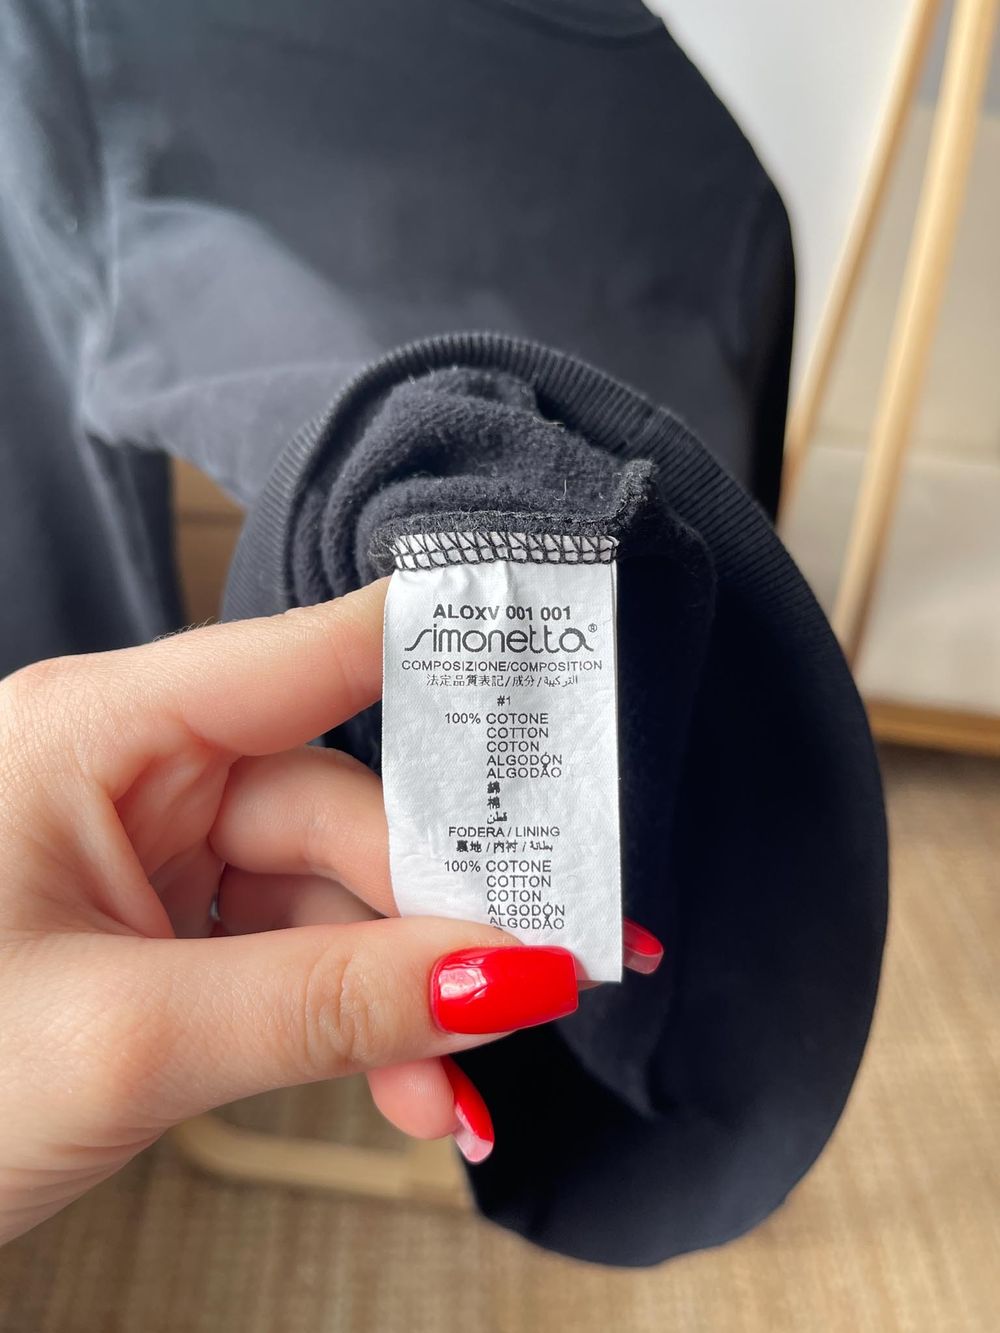 ALOXV 001 001
simonetta®
COMPOSIZIONE/COMPOSITION
法定品質表記/成分/التركيبة
#1
100% COTONE
COTTON
COTON
ALGODÓN
ALGODÃO
綿
棉
قطن
FODERA / LINING
裏地 / 内衬 / بطانة
100% COTONE
COTTON
COTON
ALGODÓN
ALGODÃO